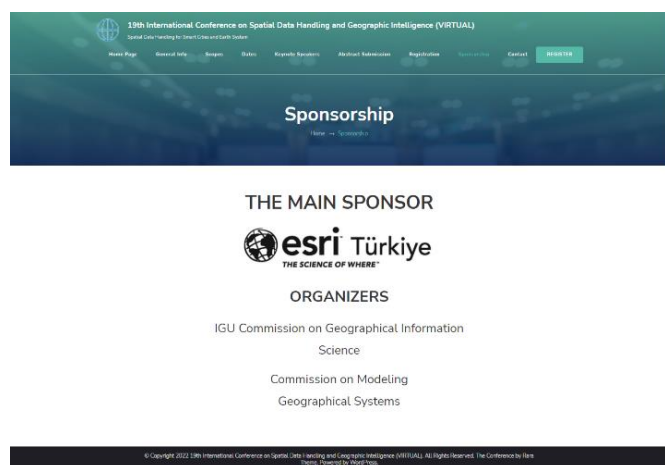 19th International Conference on Spatial Data Handling and Geographic Intelligence (VIRTUAL)
Spatial Data Handling for Smart Cities and Earth System
Home Page General Info Scopes Dates Keynote Speakers Abstract Submission Registration Sponsorship Contact REGISTER
Sponsorship
Home → Sponsorship
THE MAIN SPONSOR
esri Türkiye
THE SCIENCE OF WHERE™
ORGANIZERS
IGU Commission on Geographical Information
Science
Commission on Modeling
Geographical Systems
© Copyright 2022 19th International Conference on Spatial Data Handling and Geographic Intelligence (VIRTUAL). All Rights Reserved. The Conference by Rara
Theme. Powered by WordPress.